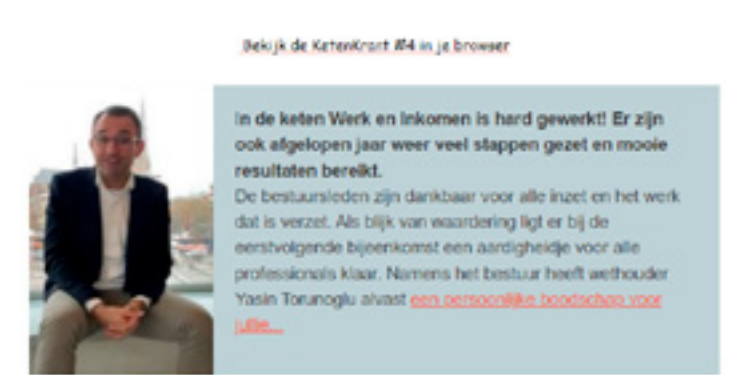 Bekijk de KetenKrant #4 in je browser
In de keten Werk en Inkomen is hard gewerkt! Er zijn
ook afgelopen jaar weer veel stappen gezet en mooie
resultaten bereikt.
De bestuursleden zijn dankbaar voor alle inzet en het werk
dat is verzet. Als blijk van waardering ligt er bij de
eerstvolgende bijeenkomst een aardigheidje voor alle
professionals klaar. Namens het bestuur heeft wethouder
Yasin Torunoglu alvast een persoonlijke boodschap voor
jullie...